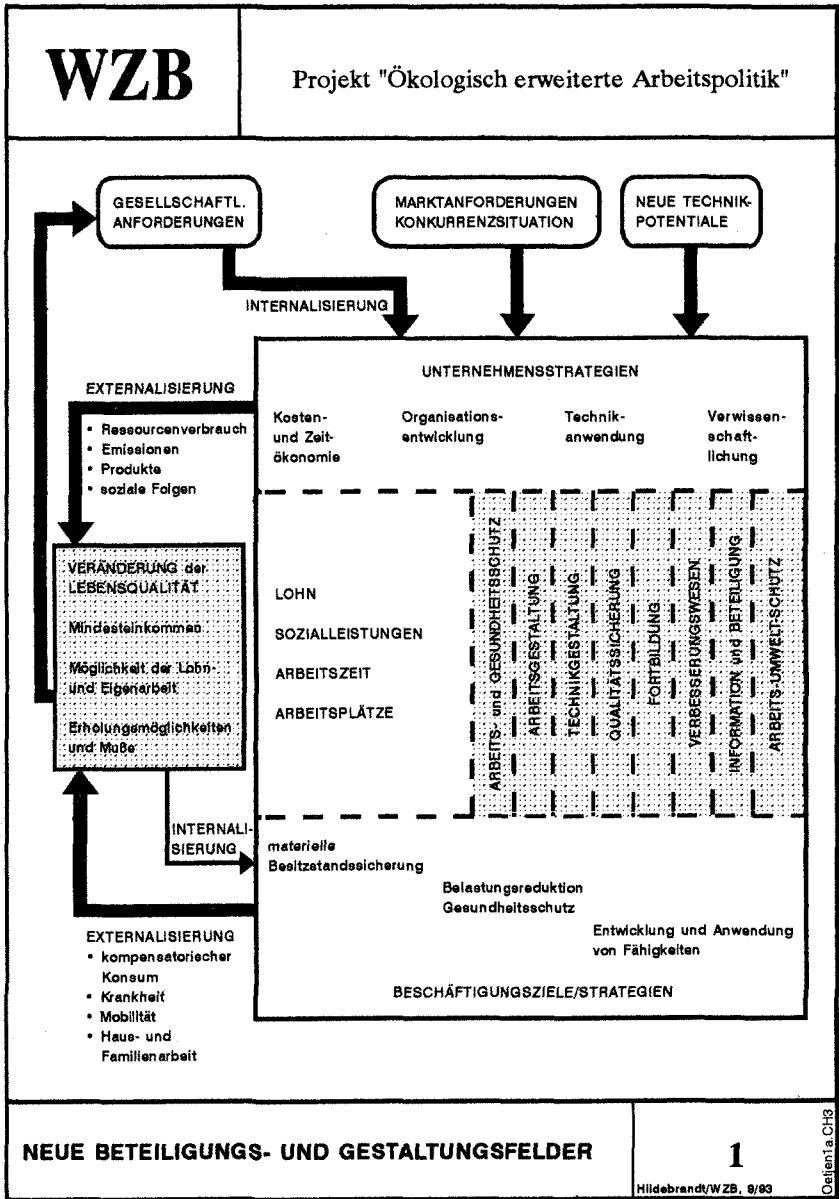 WZB
Projekt "Ökologisch erweiterte Arbeitspolitik"
GESELLSCHAFTL.
ANFORDERUNGEN
MARKTANFORDERUNGEN
KONKURRENZSITUATION
NEUE TECHNIK-
POTENTIALE
INTERNALISIERUNG
UNTERNEHMENSSTRATEGIEN
Kosten-
und Zeit-
ökonomie
Organisations-
entwicklung
Technik-
anwendung
Verwissen-
schaft-
lichung
EXTERNALISIERUNG
• Ressourcenverbrauch
• Emissionen
• Produkte
• soziale Folgen
VERÄNDERUNG der
LEBENSQUALITÄT
Mindesteinkommen
Möglichkeit der Lohn-
und Eigenarbeit
Erholungsmöglichkeiten
und Muße
LOHN
SOZIALLEISTUNGEN
ARBEITSZEIT
ARBEITSPLÄTZE
ARBEITS- und GESUNDHEITSSCHUTZ
ARBEITSGESTALTUNG
TECHNIKGESTALTUNG
QUALITÄTSSICHERUNG
FORTBILDUNG
VERBESSERUNGSWESEN
INFORMATION und BETEILIGUNG
ARBEITS-UMWELT-SCHUTZ
INTERNALI-
SIERUNG
materielle
Besitzstandssicherung
Belastungsreduktion
Gesundheitsschutz
Entwicklung und Anwendung
von Fähigkeiten
BESCHÄFTIGUNGSZIELE/STRATEGIEN
EXTERNALISIERUNG
• kompensatorischer
Konsum
• Krankheit
• Mobilität
• Haus- und
Familienarbeit
NEUE BETEILIGUNGS- UND GESTALTUNGSFELDER
1
Hildebrandt/WZB, 9/93